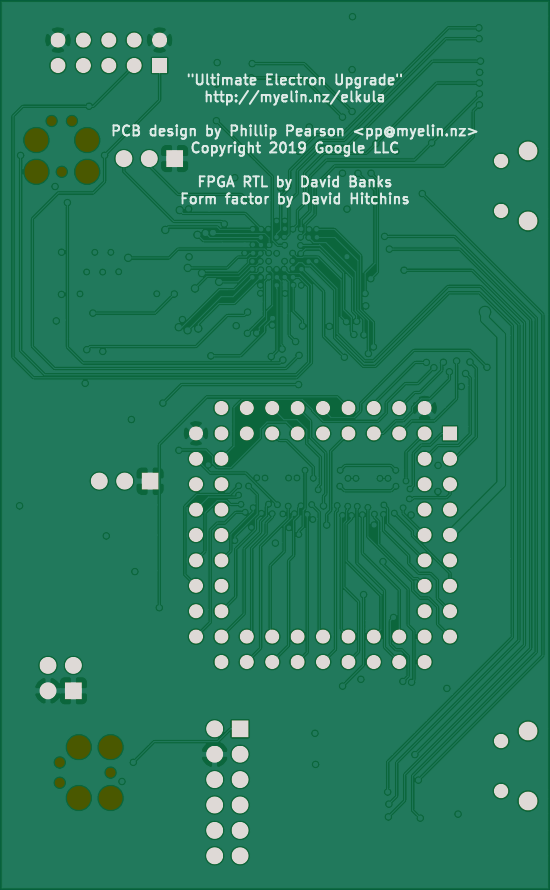 "Ultimate Electron Upgrade"
http://myelin.nz/elkula
PCB design by Phillip Pearson <pp@myelin.nz>
Copyright 2019 Google LLC
FPGA RTL by David Banks
Form factor by David Hitchins